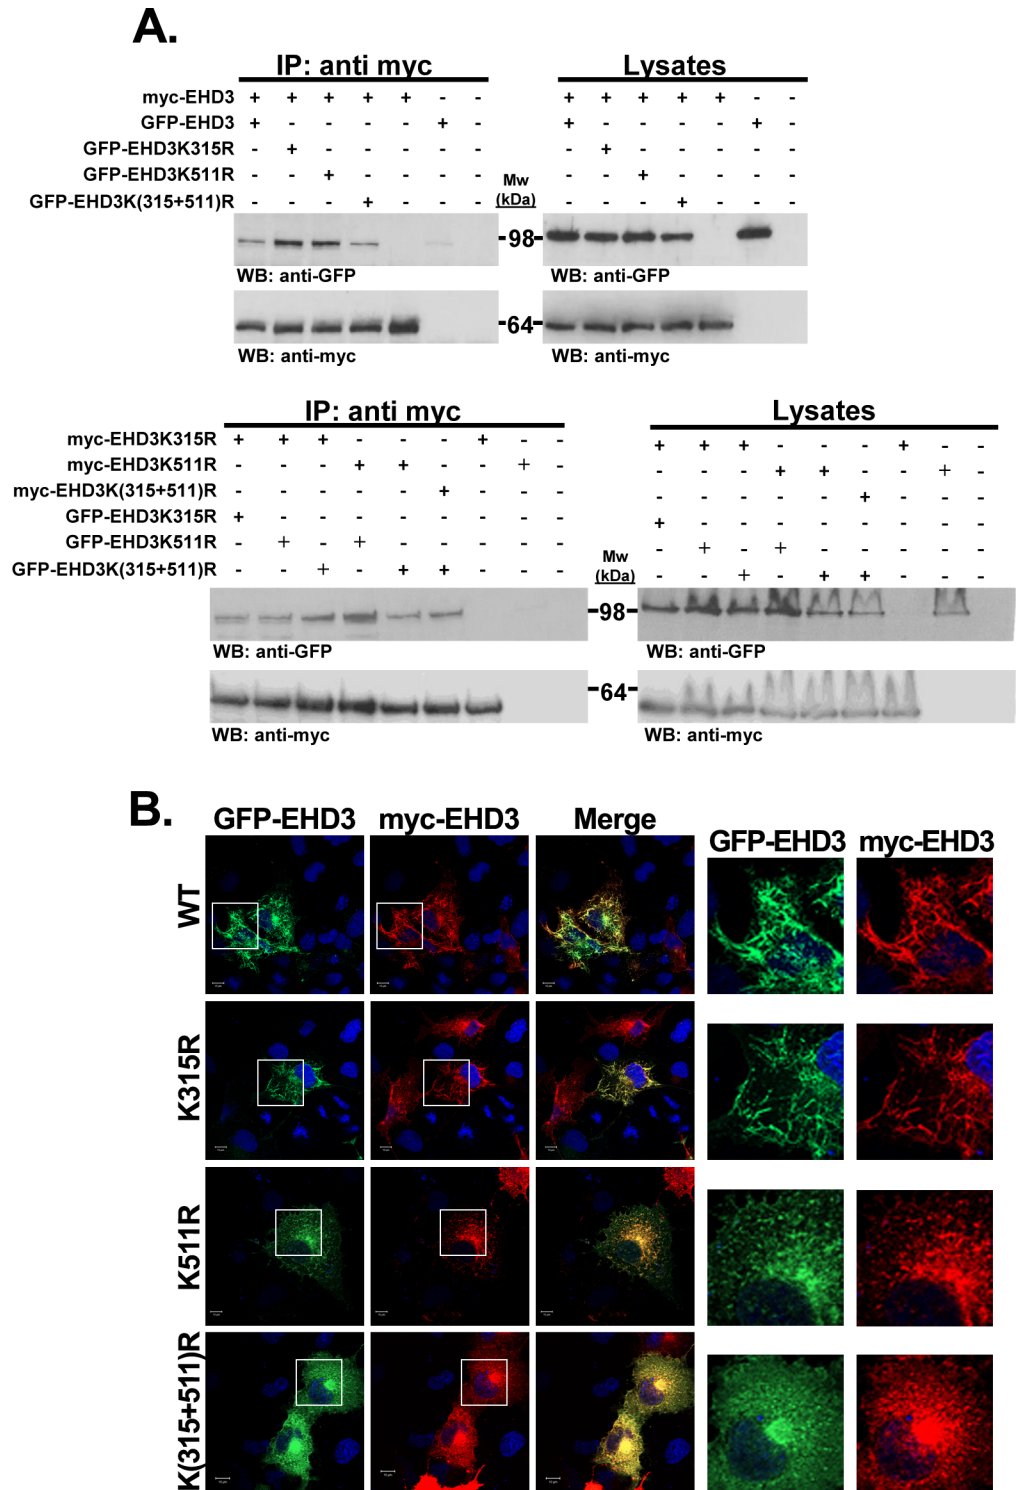 A.
IP: anti myc
Lysates
myc-EHD3 + + + + + - - + + + + + - -
GFP-EHD3 + - - - - + - + - - - - + -
GFP-EHD3K315R - + - - - - - - + - - - - -
GFP-EHD3K511R - - + - - - - - - + - - - -
GFP-EHD3K(315+511)R - - - + - - - - - - + - - -
Mw
(kDa)
-98-
WB: anti-GFP
WB: anti-GFP
-64-
WB: anti-myc
WB: anti-myc
IP: anti myc
Lysates
myc-EHD3K315R + + + - - - + - - + + + - - - + - -
myc-EHD3K511R - - - + + - - + - - - - + + - - + -
myc-EHD3K(315+511)R - - - - - + - - - - - - - - + - - -
GFP-EHD3K315R + - - - - - - - - + - - - - - - - -
GFP-EHD3K511R - + - + - - - - - - + - + - - - - -
GFP-EHD3K(315+511)R - - + - + + - - - - - + - + + - - -
Mw
(kDa)
-98-
WB: anti-GFP
WB: anti-GFP
-64
WB: anti-myc
WB: anti-myc
B.
GFP-EHD3 myc-EHD3 Merge GFP-EHD3 myc-EHD3
WT
K315R
K511R
K(315+511)R